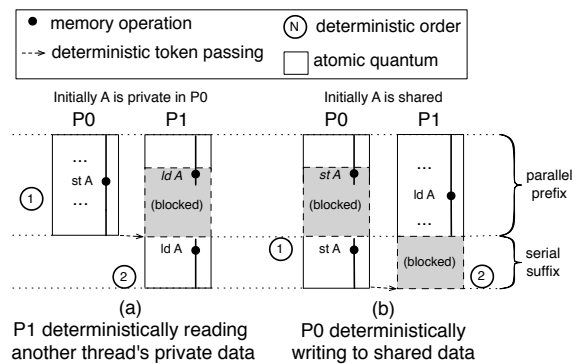 memory operation
N deterministic order
deterministic token passing
atomic quantum
Initially A is private in P0
Initially A is shared
P0 P1 P0 P1
... ld A st A ...
st A (blocked) (blocked) ld A
... ...
parallel
prefix
1
ld A 1 st A (blocked)
serial
suffix
2 2
(a) (b)
P1 deterministically reading
another thread's private data
P0 deterministically
writing to shared data